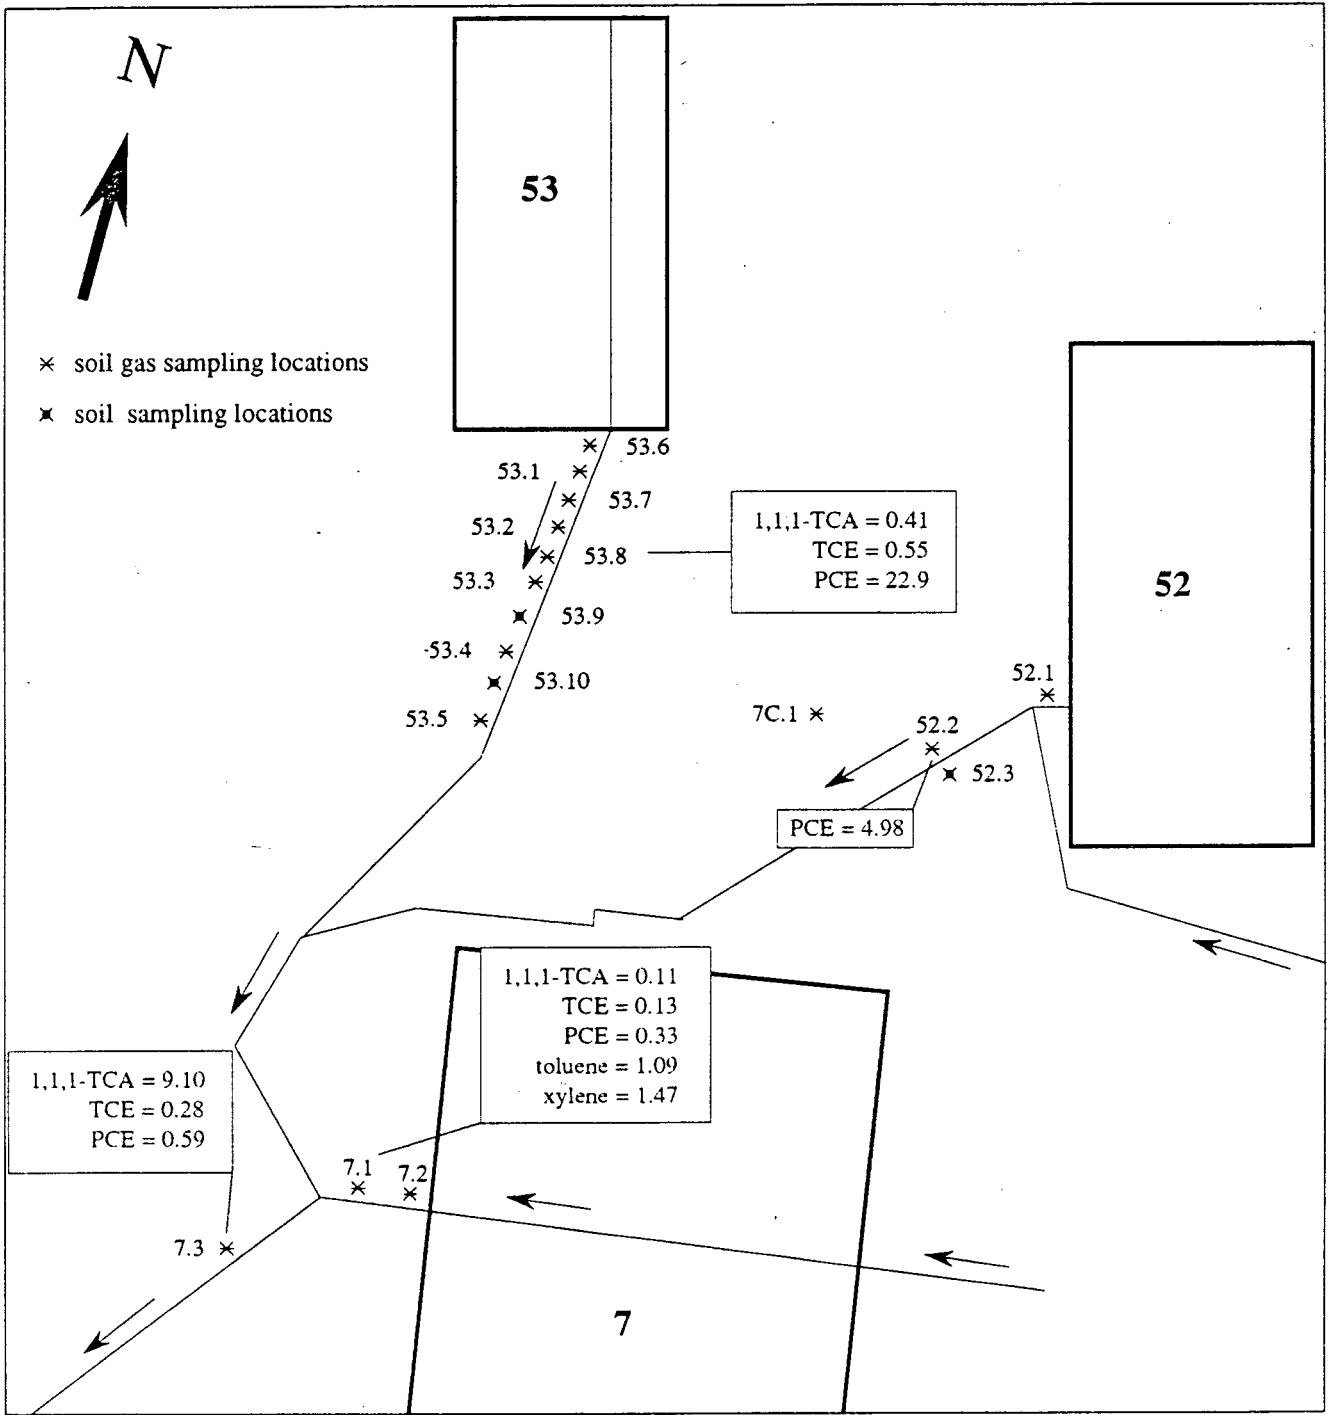 N
53
soil gas sampling locations
soil sampling locations
53.6
53.1
53.7
53.2
53.8
53.3
53.9
-53.4
53.10
53.5
1,1,1-TCA = 0.41
TCE = 0.55
PCE = 22.9
52
52.1
7C.1
52.2
52.3
PCE = 4.98
1,1,1-TCA = 0.11
TCE = 0.13
PCE = 0.33
toluene = 1.09
xylene = 1.47
1,1,1-TCA = 9.10
TCE = 0.28
PCE = 0.59
7.1
7.2
7.3
7